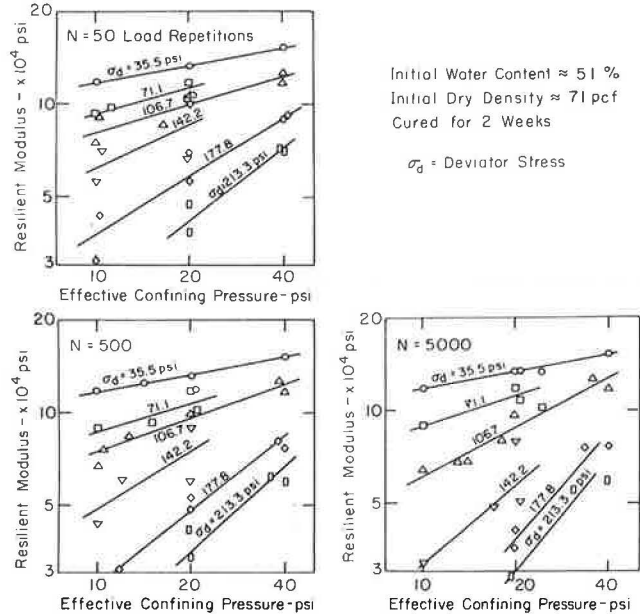 20
N = 50 Load Repetitions
σd = 35.5 psi
71.1
106.7
142.2
177.8
σd = 213.3 psi
10
5
3
Resilient Modulus - x10⁴ psi
10 20 40
Effective Confining Pressure-psi
Initial Water Content ≈ 51 %
Initial Dry Density ≈ 71 pcf
Cured for 2 Weeks
σd = Deviator Stress
20
N = 500
σd = 35.5 psi
71.1
106.7
142.2
177.8
σd = 213.3 psi
10
5
3
Resilient Modulus - x10⁴ psi
10 20 40
Effective Confining Pressure-psi
20
N = 5000
σd = 35.5 psi
71.1
106.7
142.2
177.8
σd = 213.3 psi
10
5
3
Resilient Modulus - x10⁴ psi
10 20 40
Effective Confining Pressure-psi